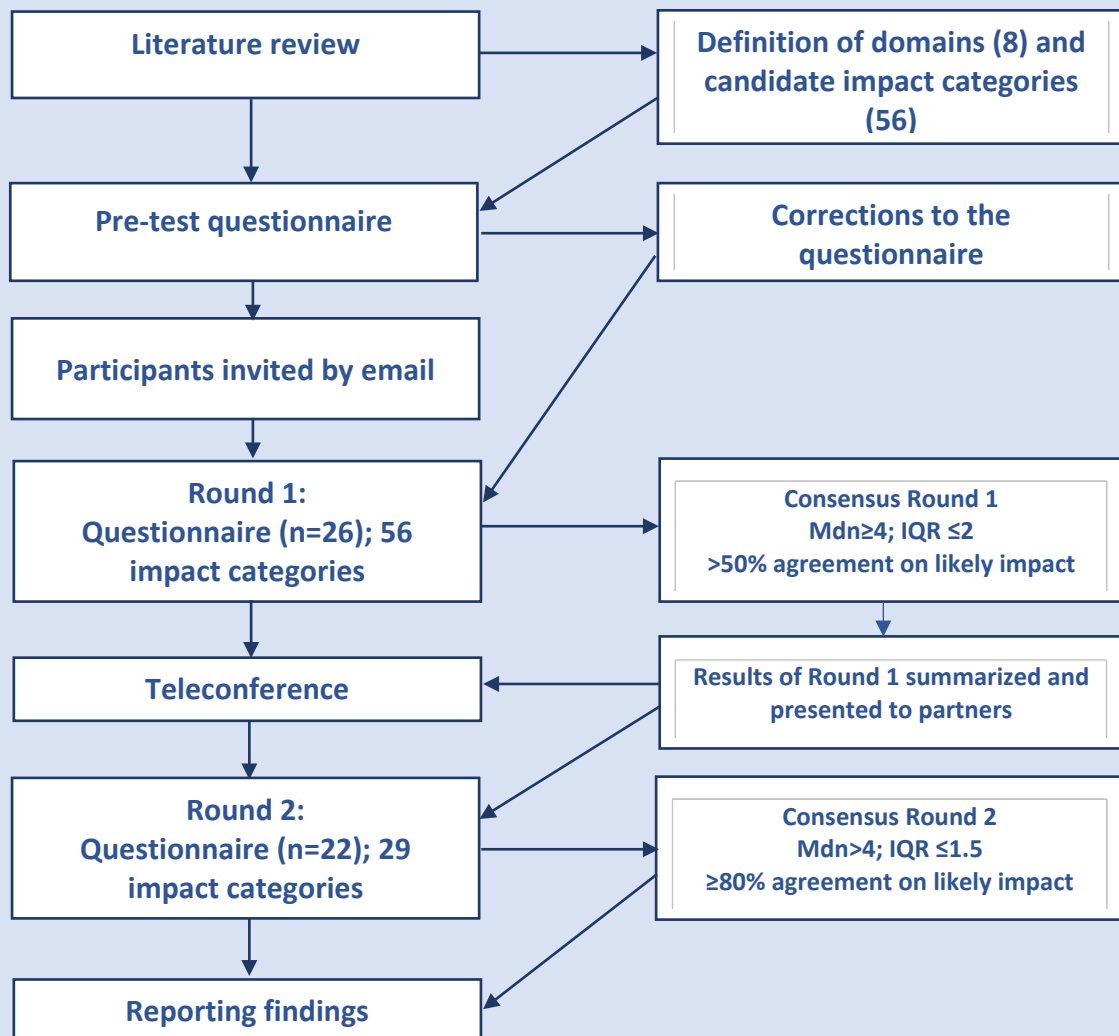 Literature review
Definition of domains (8) and
candidate impact categories
(56)
Pre-test questionnaire
Corrections to the
questionnaire
Participants invited by email
Round 1:
Questionnaire (n=26); 56
impact categories
Consensus Round 1
Mdn≥4; IQR ≤2
>50% agreement on likely impact
Teleconference
Results of Round 1 summarized and
presented to partners
Round 2:
Questionnaire (n=22); 29
impact categories
Consensus Round 2
Mdn>4; IQR ≤1.5
≥80% agreement on likely impact
Reporting findings